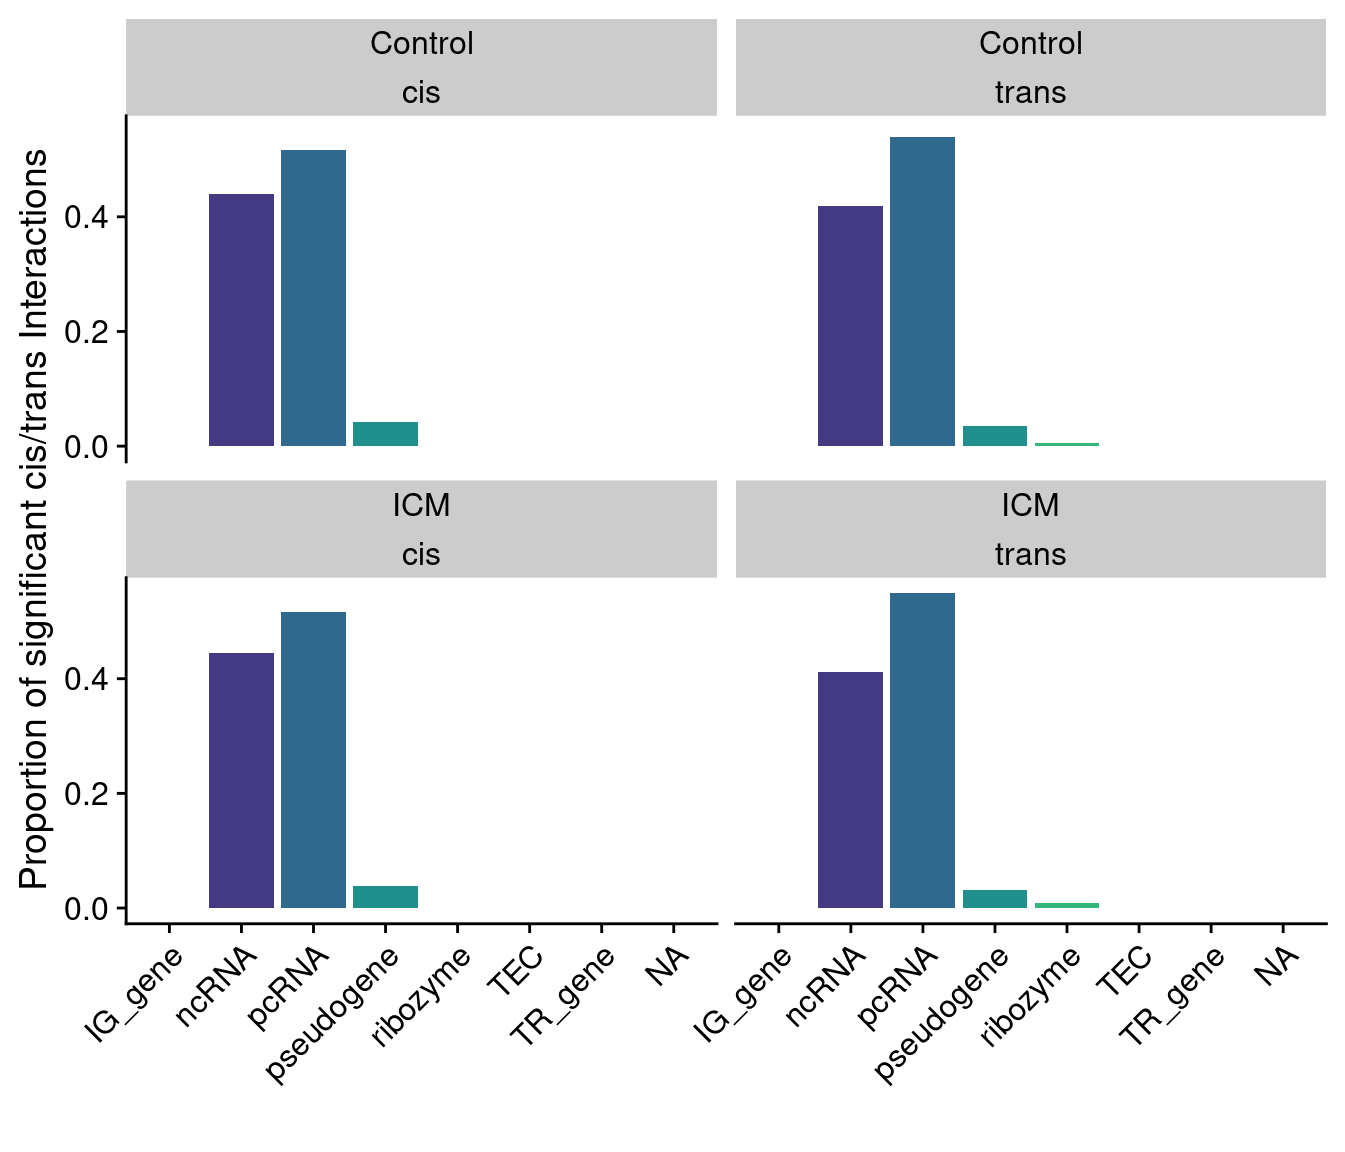 Proportion of significant cis/trans Interactions
Control
cis
Control
trans
0.4
0.2
0.0
ICM
cis
ICM
trans
0.4
0.2
0.0
IG_gene
ncRNA
pcRNA
pseudogene
ribozyme
TEC
TR_gene
NA
IG_gene
ncRNA
pcRNA
pseudogene
ribozyme
TEC
TR_gene
NA